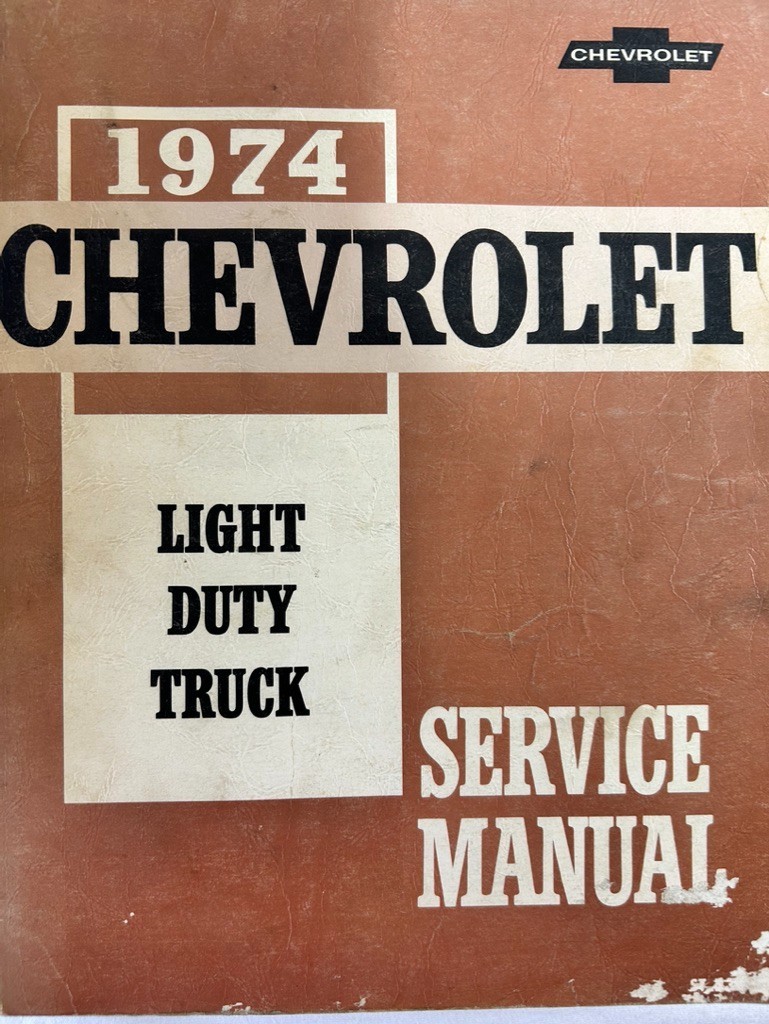 CHEVROLET
1974
CHEVROLET
LIGHT
DUTY
TRUCK
SERVICE
MANUAL